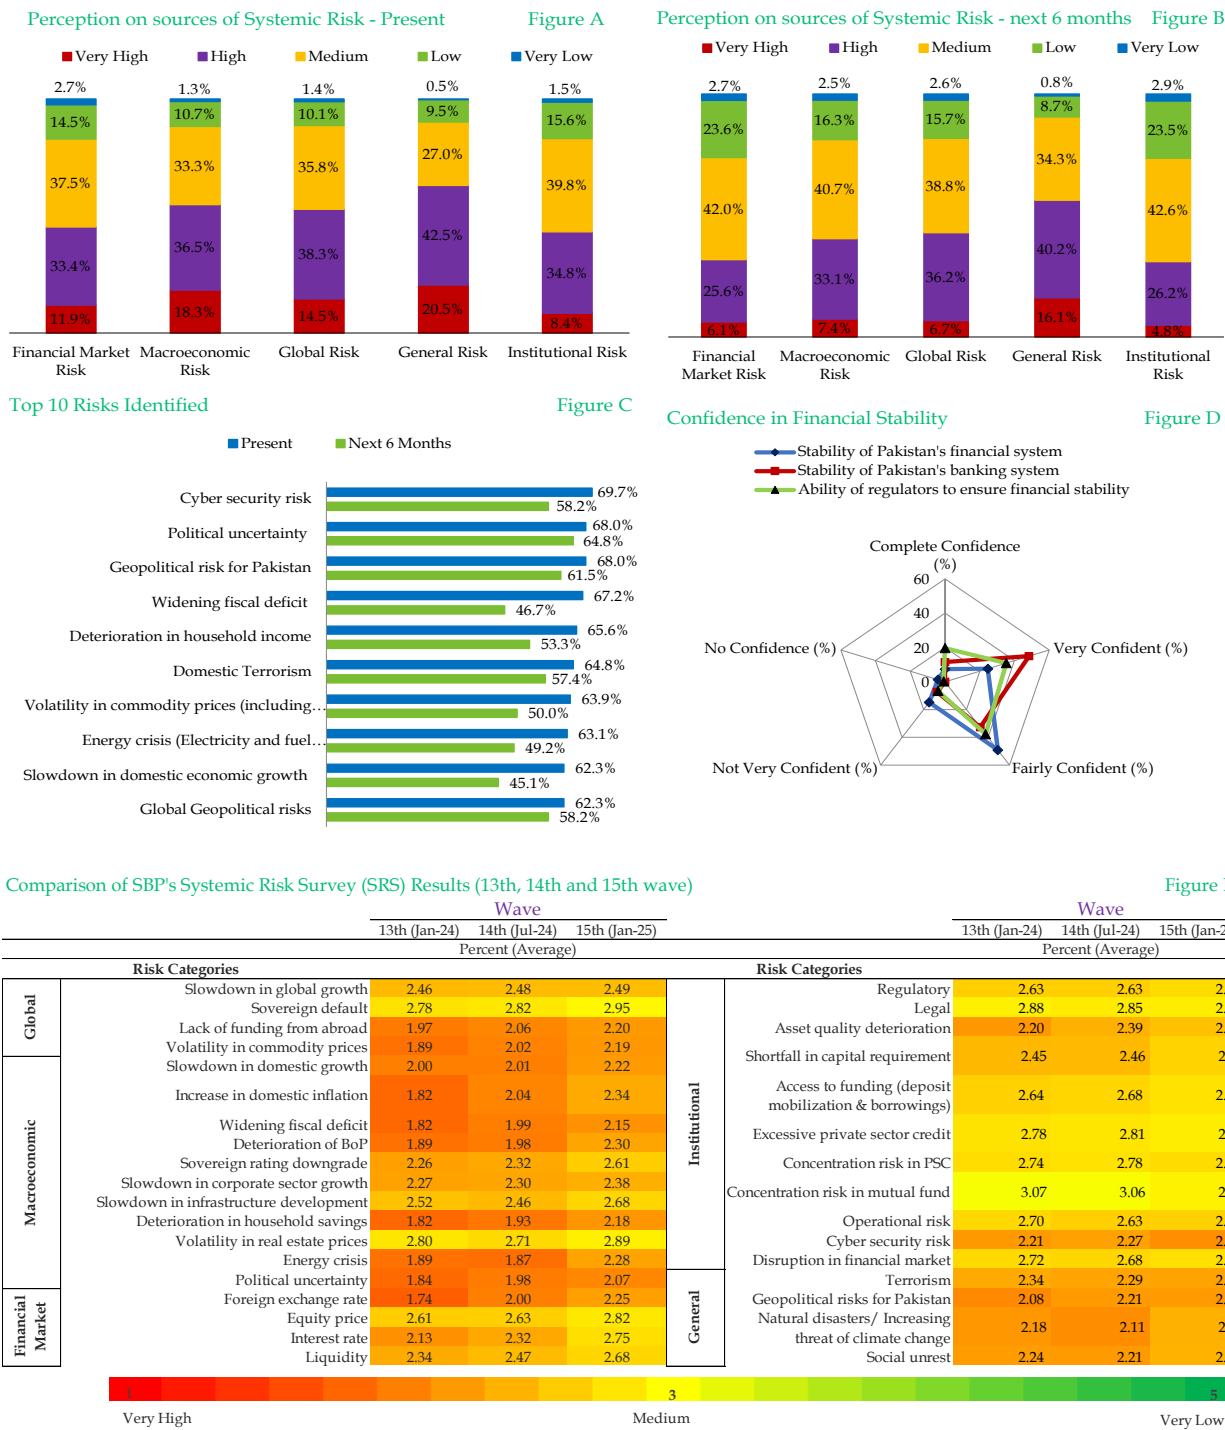 Perception on sources of Systemic Risk - Present Figure A
Very High High Medium Low Very Low
2.7% 1.3% 1.4% 0.5% 1.5%
14.5% 10.7% 10.1% 9.5% 15.6%
37.5% 33.3% 35.8% 27.0% 39.8%
33.4% 36.5% 38.3% 42.5% 34.8%
11.9% 18.3% 14.5% 20.5% 8.4%
Financial Market Risk
Macroeconomic Risk
Global Risk
General Risk
Institutional Risk
Perception on sources of Systemic Risk - next 6 months Figure B
Very High High Medium Low Very Low
2.7% 2.5% 2.6% 0.8% 2.9%
23.6% 16.3% 15.7% 8.7% 23.5%
42.0% 40.7% 38.8% 34.3% 42.6%
25.6% 33.1% 36.2% 40.2% 26.2%
6.1% 7.4% 6.7% 16.1% 4.8%
Financial Market Risk
Macroeconomic Risk
Global Risk
General Risk
Institutional Risk
Top 10 Risks Identified Figure C
Present Next 6 Months
Cyber security risk 69.7% 58.2%
Political uncertainty 68.0% 64.8%
Geopolitical risk for Pakistan 68.0% 61.5%
Widening fiscal deficit 67.2% 46.7%
Deterioration in household income 65.6% 53.3%
Domestic Terrorism 64.8% 57.4%
Volatility in commodity prices (including… 63.9% 50.0%
Energy crisis (Electricity and fuel… 63.1% 49.2%
Slowdown in domestic economic growth 62.3% 45.1%
Global Geopolitical risks 62.3% 58.2%
Confidence in Financial Stability Figure D
Stability of Pakistan's financial system
Stability of Pakistan's banking system
Ability of regulators to ensure financial stability
Complete Confidence
(%)
60
40
20
0
No Confidence (%)
Very Confident (%)
Not Very Confident (%)
Fairly Confident (%)
Comparison of SBP's Systemic Risk Survey (SRS) Results (13th, 14th and 15th wave) Figure
Wave
13th (Jan-24) 14th (Jul-24) 15th (Jan-25)
Percent (Average)
Risk Categories
Global
Slowdown in global growth 2.46 2.48 2.49
Sovereign default 2.78 2.82 2.95
Lack of funding from abroad 1.97 2.06 2.20
Volatility in commodity prices 1.89 2.02 2.19
Macroeconomic
Slowdown in domestic growth 2.00 2.01 2.22
Increase in domestic inflation 1.82 2.04 2.34
Widening fiscal deficit 1.82 1.99 2.15
Deterioration of BoP 1.89 1.98 2.30
Sovereign rating downgrade 2.26 2.32 2.61
Slowdown in corporate sector growth 2.27 2.30 2.38
Slowdown in infrastructure development 2.52 2.46 2.68
Deterioration in household savings 1.82 1.93 2.18
Volatility in real estate prices 2.80 2.71 2.89
Energy crisis 1.89 1.87 2.28
Political uncertainty 1.84 1.98 2.07
Financial Market
Foreign exchange rate 1.74 2.00 2.25
Equity price 2.61 2.63 2.82
Interest rate 2.13 2.32 2.75
Liquidity 2.34 2.47 2.68
Wave
13th (Jan-24) 14th (Jul-24) 15th (Jan-2
Percent (Average)
Risk Categories
Institutional
Regulatory 2.63 2.63 2.
Legal 2.88 2.85 2.
Asset quality deterioration 2.20 2.39 2.
Shortfall in capital requirement 2.45 2.46 2
Access to funding (deposit
mobilization & borrowings) 2.64 2.68 2.
Excessive private sector credit 2.78 2.81 2
Concentration risk in PSC 2.74 2.78 2.
Concentration risk in mutual fund 3.07 3.06 2
Operational risk 2.70 2.63 2.
Cyber security risk 2.21 2.27 2.
Disruption in financial market 2.72 2.68 2.
General
Terrorism 2.34 2.29 2.
Geopolitical risks for Pakistan 2.08 2.21 2.
Natural disasters/ Increasing
threat of climate change 2.18 2.11 2
Social unrest 2.24 2.21 2.
1 3 5
Very High Medium Very Low